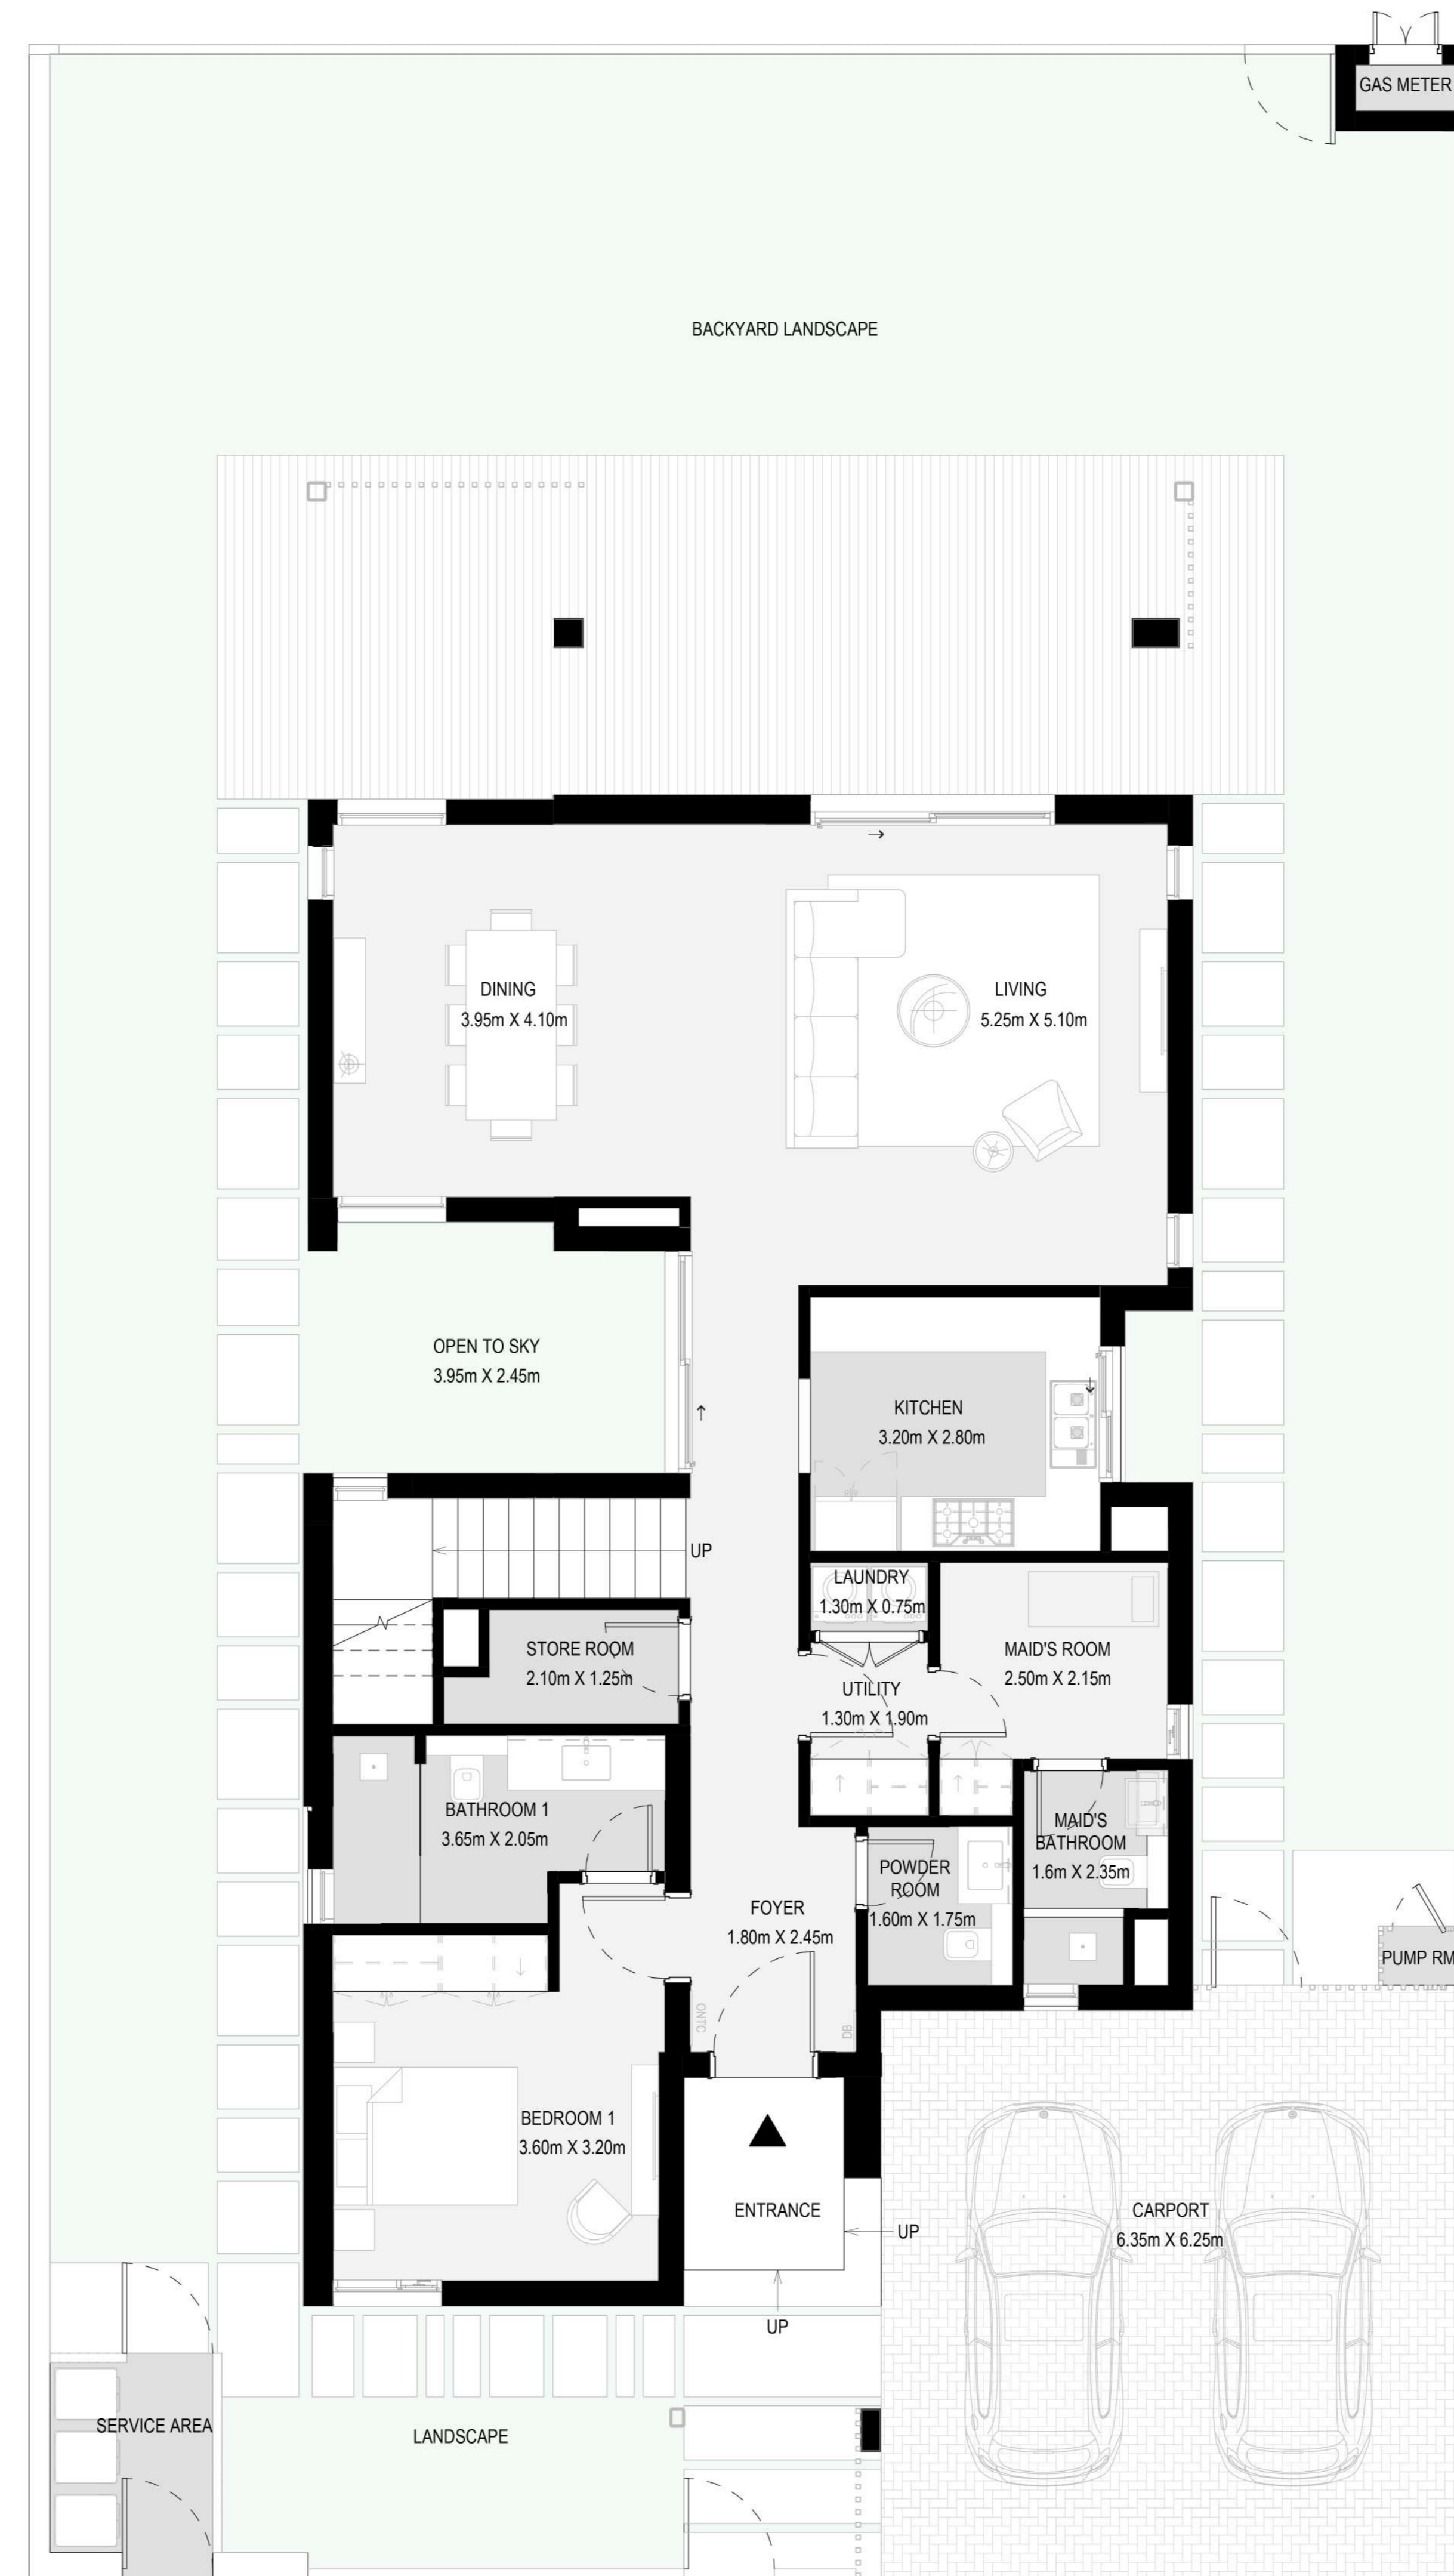 GAS METER
BACKYARD LANDSCAPE
DINING
3.95m X 4.10m
LIVING
5.25m X 5.10m
OPEN TO SKY
3.95m X 2.45m
KITCHEN
3.20m X 2.80m
UP
LAUNDRY
1.30m X 0.75m
STORE ROOM
2.10m X 1.25m
MAID'S ROOM
2.50m X 2.15m
UTILITY
1.30m X 1.90m
BATHROOM 1
3.65m X 2.05m
MAID'S
BATHROOM
1.6m X 2.35m
POWDER
ROOM
1.60m X 1.75m
FOYER
1.80m X 2.45m
PUMP RM
ONTC
DB
BEDROOM 1
3.60m X 3.20m
ENTRANCE
UP
CARPORT
6.35m X 6.25m
UP
SERVICE AREA
LANDSCAPE